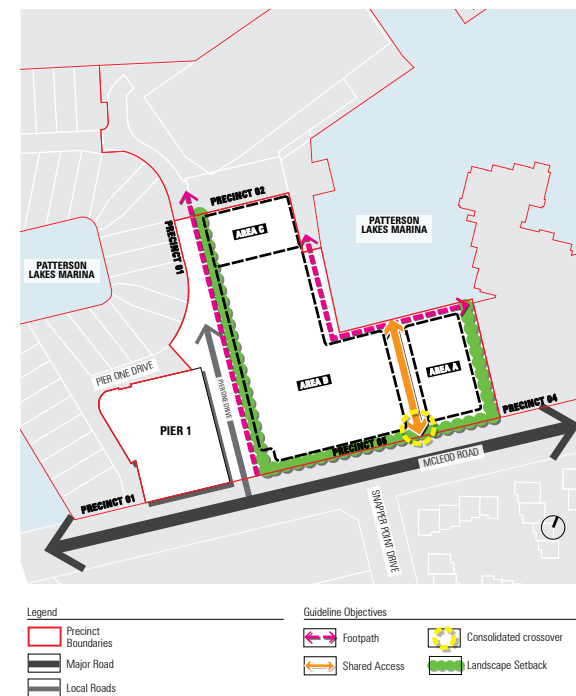 PRECINCT 02
AREA C
PRECINCT 01
PATTERSON
LAKES MARINA
PATTERSON
LAKES MARINA
PIER ONE DRIVE
PIER ONE DRIVE
AREA B
AREA A
PIER 1
PRECINCT 04
PRECINCT 05
MCLEOD ROAD
PRECINCT 01
SNAPPER POINT DRIVE
Legend
Precinct
Boundaries
Major Road
Local Roads
Guideline Objectives
Footpath
Consolidated crossover
Shared Access
Landscape Setback